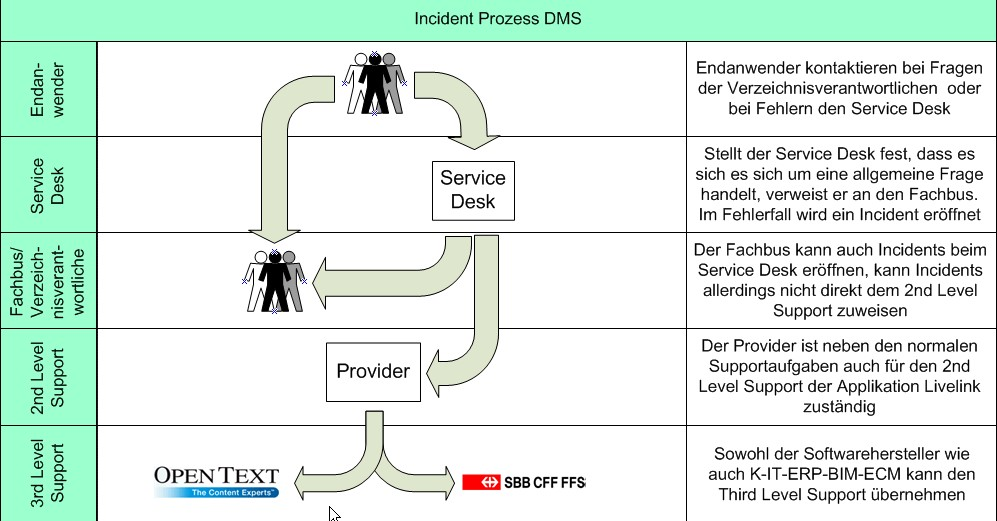 Incident Prozess DMS
Endan-
wender
Endanwender kontaktieren bei Fragen
der Verzeichnisverantwortlichen oder
bei Fehlern den Service Desk
Service
Desk
Service
Desk
Stellt der Service Desk fest, dass es
sich es sich um eine allgemeine Frage
handelt, verweist er an den Fachbus.
Im Fehlerfall wird ein Incident eröffnet
Fachbus/
Verzeich-
nisverant-
wortliche
Der Fachbus kann auch Incidents beim
Service Desk eröffnen, kann Incidents
allerdings nicht direkt dem 2nd Level
Support zuweisen
2nd Level
Support
Provider
Der Provider ist neben den normalen
Supportaufgaben auch für den 2nd
Level Support der Applikation Livelink
zuständig
3rd Level
Support
OPEN TEXT
The Content Experts™
SBB CFF FFS
Sowohl der Softwarehersteller wie
auch K-IT-ERP-BIM-ECM kann den
Third Level Support übernehmen